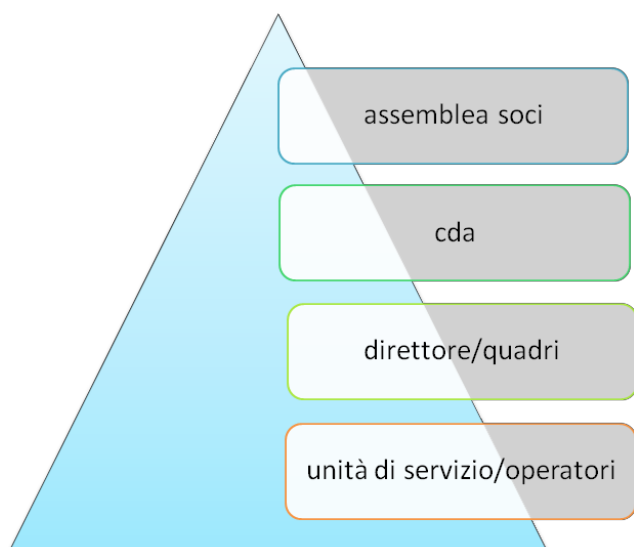 assemblea soci
cda
direttore/quadri
unità di servizio/operatori